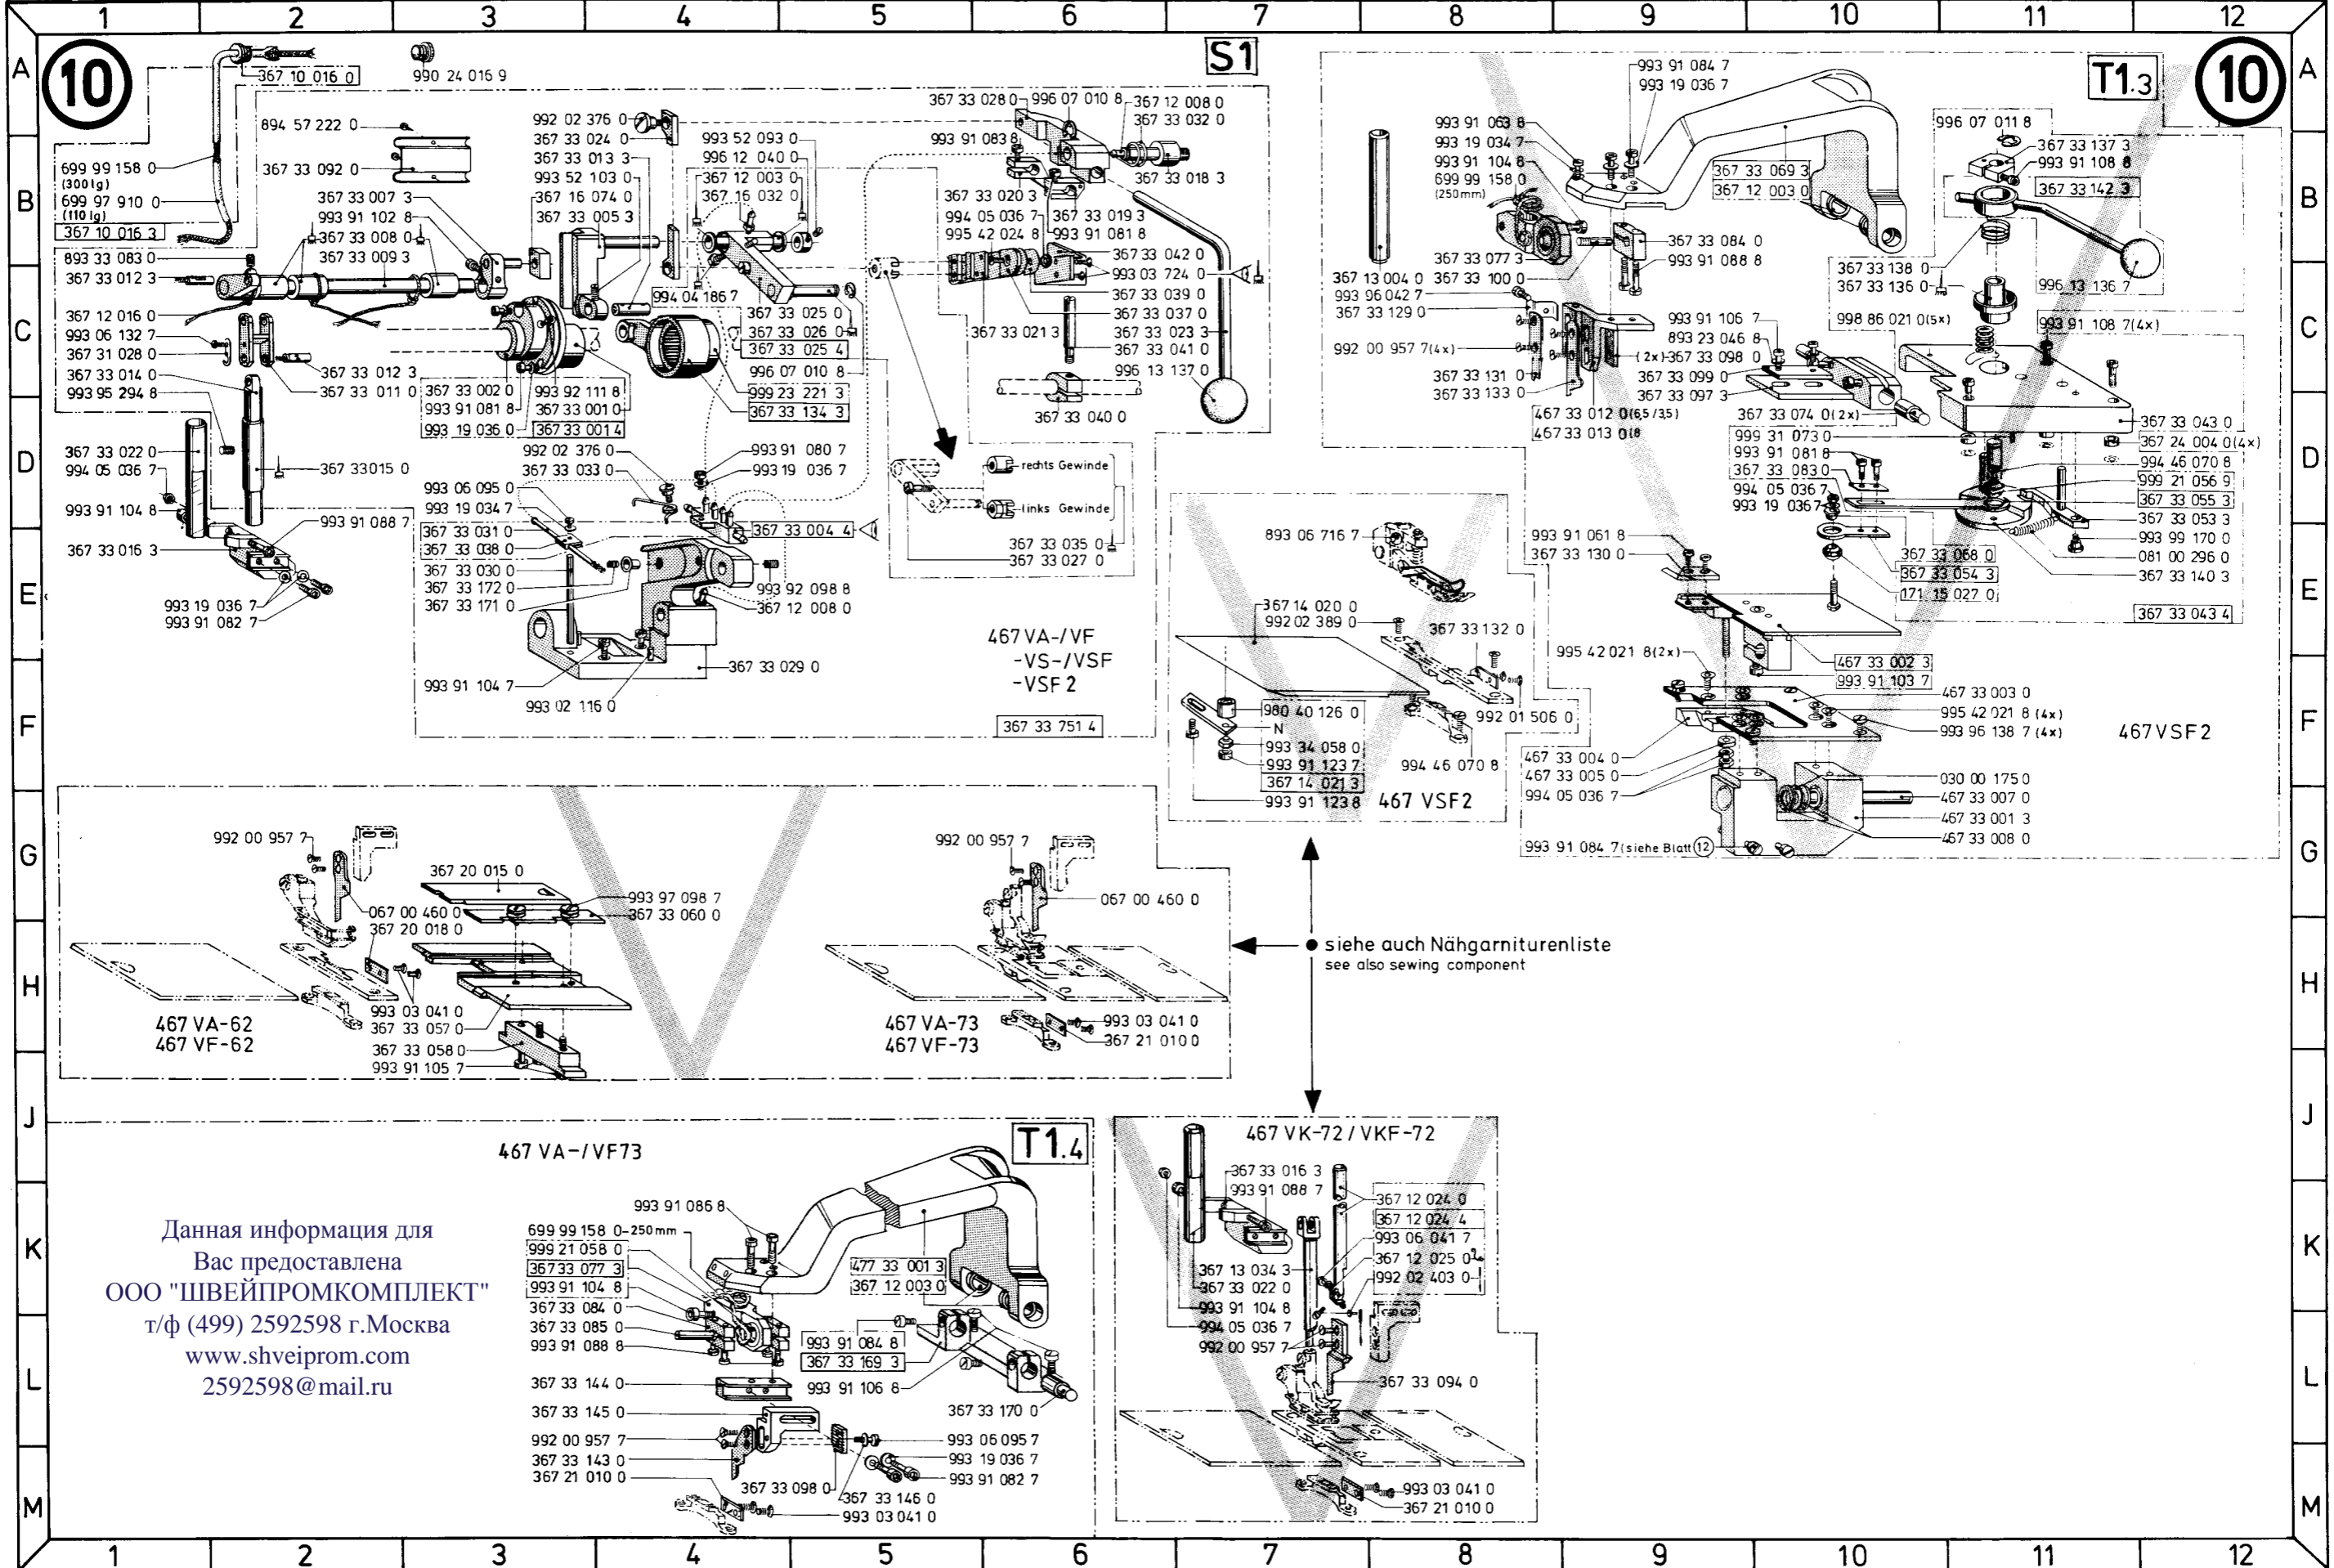 1 2 3 4 5 6 7 8 9 10 11 12
A
B
C
D
E
F
G
H
J
K
L
M
10
S1
T1.3
10
367 10 016 0
990 24 015 9
894 57 222 0
367 33 092 0
699 99 158 0
(300 lg)
699 97 910 0
(110 lg)
367 10 016 3
367 33 007 3
993 91 102 8
367 33 008 0
367 33 009 3
893 33 083 0
367 33 012 3
367 12 016 0
993 06 132 7
367 31 028 0
367 33 014 0
993 95 294 8
367 33 012 3
367 33 011 0
367 33 022 0
994 05 036 7
993 91 104 8
367 33 016 3
367 33 015 0
993 91 088 7
993 19 036 7
993 91 082 7
992 02 376 0
367 33 024 0
367 33 013 3
993 52 103 0
367 16 074 0
367 33 005 3
993 52 093 0
996 12 040 0
367 12 003 0
367 16 032 0
994 04 186 7
367 33 025 0
367 33 026 0
367 33 025 4
996 07 010 8
999 23 221 3
367 33 134 3
367 33 002 0
993 91 081 8
993 19 036 0
993 92 111 8
367 33 001 0
367 33 001 4
992 02 376 0
367 33 033 0
993 91 080 7
993 19 036 7
993 06 095 0
993 19 034 7
367 33 031 0
367 33 038 0
367 33 030 0
367 33 172 0
367 33 171 0
367 33 004 4
993 92 098 8
367 12 008 0
367 33 029 0
993 91 104 7
993 02 116 0
367 33 028 0
996 07 010 8
367 12 008 0
367 33 032 0
993 91 083 8
367 33 018 3
367 33 020 3
994 05 036 7
995 42 024 8
367 33 019 3
993 91 081 8
367 33 042 0
993 03 724 0
367 33 039 0
367 33 037 0
367 33 021 3
367 33 023 3
367 33 041 0
996 13 137 0
367 33 040 0
rechts Gewinde
links Gewinde
367 33 035 0
367 33 027 0
467 VA-/VF
-VS-/VSF
-VSF 2
367 33 751 4
993 91 084 7
993 19 036 7
993 91 063 8
993 19 034 7
993 91 104 8
699 99 158 0
(250 mm)
367 33 069 3
367 12 003 0
367 33 077 3
367 33 100 0
367 33 084 0
993 91 088 8
367 13 004 0
993 96 042 7
367 33 129 0
992 00 957 7 (4x)
367 33 131 0
367 33 133 0
(2x) 367 33 098 0
993 91 106 7
893 23 046 8
367 33 099 0
367 33 097 3
467 33 012 0 (6,5/3,5)
467 33 013 0 (8
367 33 074 0 (2x)
996 07 011 8
367 33 137 3
993 91 108 8
367 33 142 3
367 33 138 0
367 33 136 0
996 13 136 7
998 86 021 0 (5x)
993 91 108 7 (4x)
367 33 043 0
367 24 004 0 (4x)
994 46 070 8
999 21 056 9
367 33 055 3
367 33 053 3
993 99 170 0
081 00 296 0
367 33 140 3
367 33 043 4
999 31 073 0
993 91 081 8
367 33 083 0
994 05 036 7
993 19 036 7
367 33 068 0
367 33 054 3
171 15 027 0
993 91 061 8
367 33 130 0
467 33 002 3
993 91 103 7
995 42 021 8 (2x)
467 33 003 0
995 42 021 8 (4x)
993 96 138 7 (4x)
467 VSF2
467 33 004 0
467 33 005 0
994 05 036 7
030 00 175 0
467 33 007 0
467 33 001 3
467 33 008 0
993 91 084 7 (siehe Blatt 12
893 06 716 7
367 14 020 0
992 02 389 0
367 33 132 0
980 40 126 0
N
993 34 058 0
993 91 123 7
367 14 021 3
993 91 123 8
992 01 506 0
994 46 070 8
467 VSF2
992 00 957 7
067 00 460 0
367 20 018 0
367 20 015 0
993 97 098 7
367 33 060 0
993 03 041 0
367 33 057 0
367 33 058 0
993 91 105 7
467 VA-62
467 VF-62
992 00 957 7
067 00 460 0
467 VA-73
467 VF-73
993 03 041 0
367 21 010 0
siehe auch Nähgarniturenliste
see also sewing component
467 VA-/VF73
T1.4
993 91 086 8
699 99 158 0-250 mm
999 21 058 0
367 33 077 3
993 91 104 8
367 33 084 0
367 33 085 0
993 91 088 8
367 33 144 0
367 33 145 0
992 00 957 7
367 33 143 0
367 21 010 0
477 33 001 3
367 12 003 0
993 91 084 8
367 33 169 3
993 91 106 8
367 33 170 0
993 06 095 7
993 19 036 7
993 91 082 7
367 33 098 0
367 33 146 0
993 03 041 0
467 VK-72 / VKF-72
367 33 016 3
993 91 088 7
367 12 024 0
367 12 024 4
993 06 041 7
367 12 025 0
992 02 403 0
367 13 034 3
367 33 022 0
993 91 104 8
994 05 036 7
992 00 957 7
367 33 094 0
993 03 041 0
367 21 010 0
Данная информация для
Вас предоставлена
ООО "ШВЕЙПРОМКОМПЛЕКТ"
т/ф (499) 2592598 г.Москва
www.shveiprom.com
2592598@mail.ru
1 2 3 4 5 6 7 8 9 10 11 12